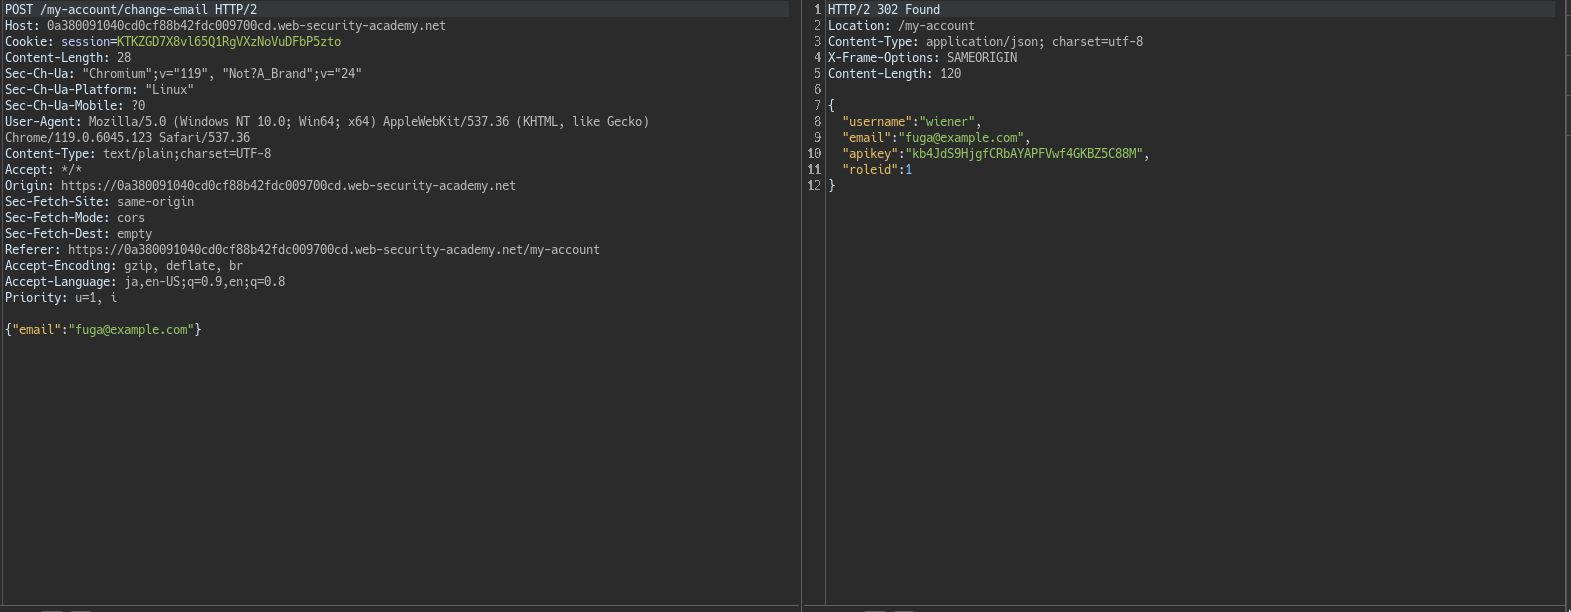 POST /my-account/change-email HTTP/2
Host: 0a380091040cd0cf88b42fdc009700cd.web-security-academy.net
Cookie: session=KTKZGD7X8vl65Q1RgVXzNoVuDFbP5zto
Content-Length: 28
Sec-Ch-Ua: "Chromium";v="119", "Not?A_Brand";v="24"
Sec-Ch-Ua-Platform: "Linux"
Sec-Ch-Ua-Mobile: ?0
User-Agent: Mozilla/5.0 (Windows NT 10.0; Win64; x64) AppleWebKit/537.36 (KHTML, like Gecko)
Chrome/119.0.6045.123 Safari/537.36
Content-Type: text/plain;charset=UTF-8
Accept: */*
Origin: https://0a380091040cd0cf88b42fdc009700cd.web-security-academy.net
Sec-Fetch-Site: same-origin
Sec-Fetch-Mode: cors
Sec-Fetch-Dest: empty
Referer: https://0a380091040cd0cf88b42fdc009700cd.web-security-academy.net/my-account
Accept-Encoding: gzip, deflate, br
Accept-Language: ja,en-US;q=0.9,en;q=0.8
Priority: u=1, i
{"email":"fuga@example.com"}
1 HTTP/2 302 Found
2 Location: /my-account
3 Content-Type: application/json; charset=utf-8
4 X-Frame-Options: SAMEORIGIN
5 Content-Length: 120
6
7 {
8 "username":"wiener",
9 "email":"fuga@example.com",
10 "apikey":"kb4JdS9HjgfCRbAYAPFVwf4GKBZ5C88M",
11 "roleid":1
12 }